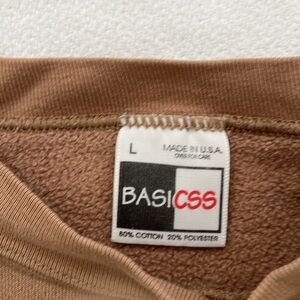 L MADE IN U.S.A.
OVER FOR CARE
BASICSS
80% COTTON 20% POLYESTER